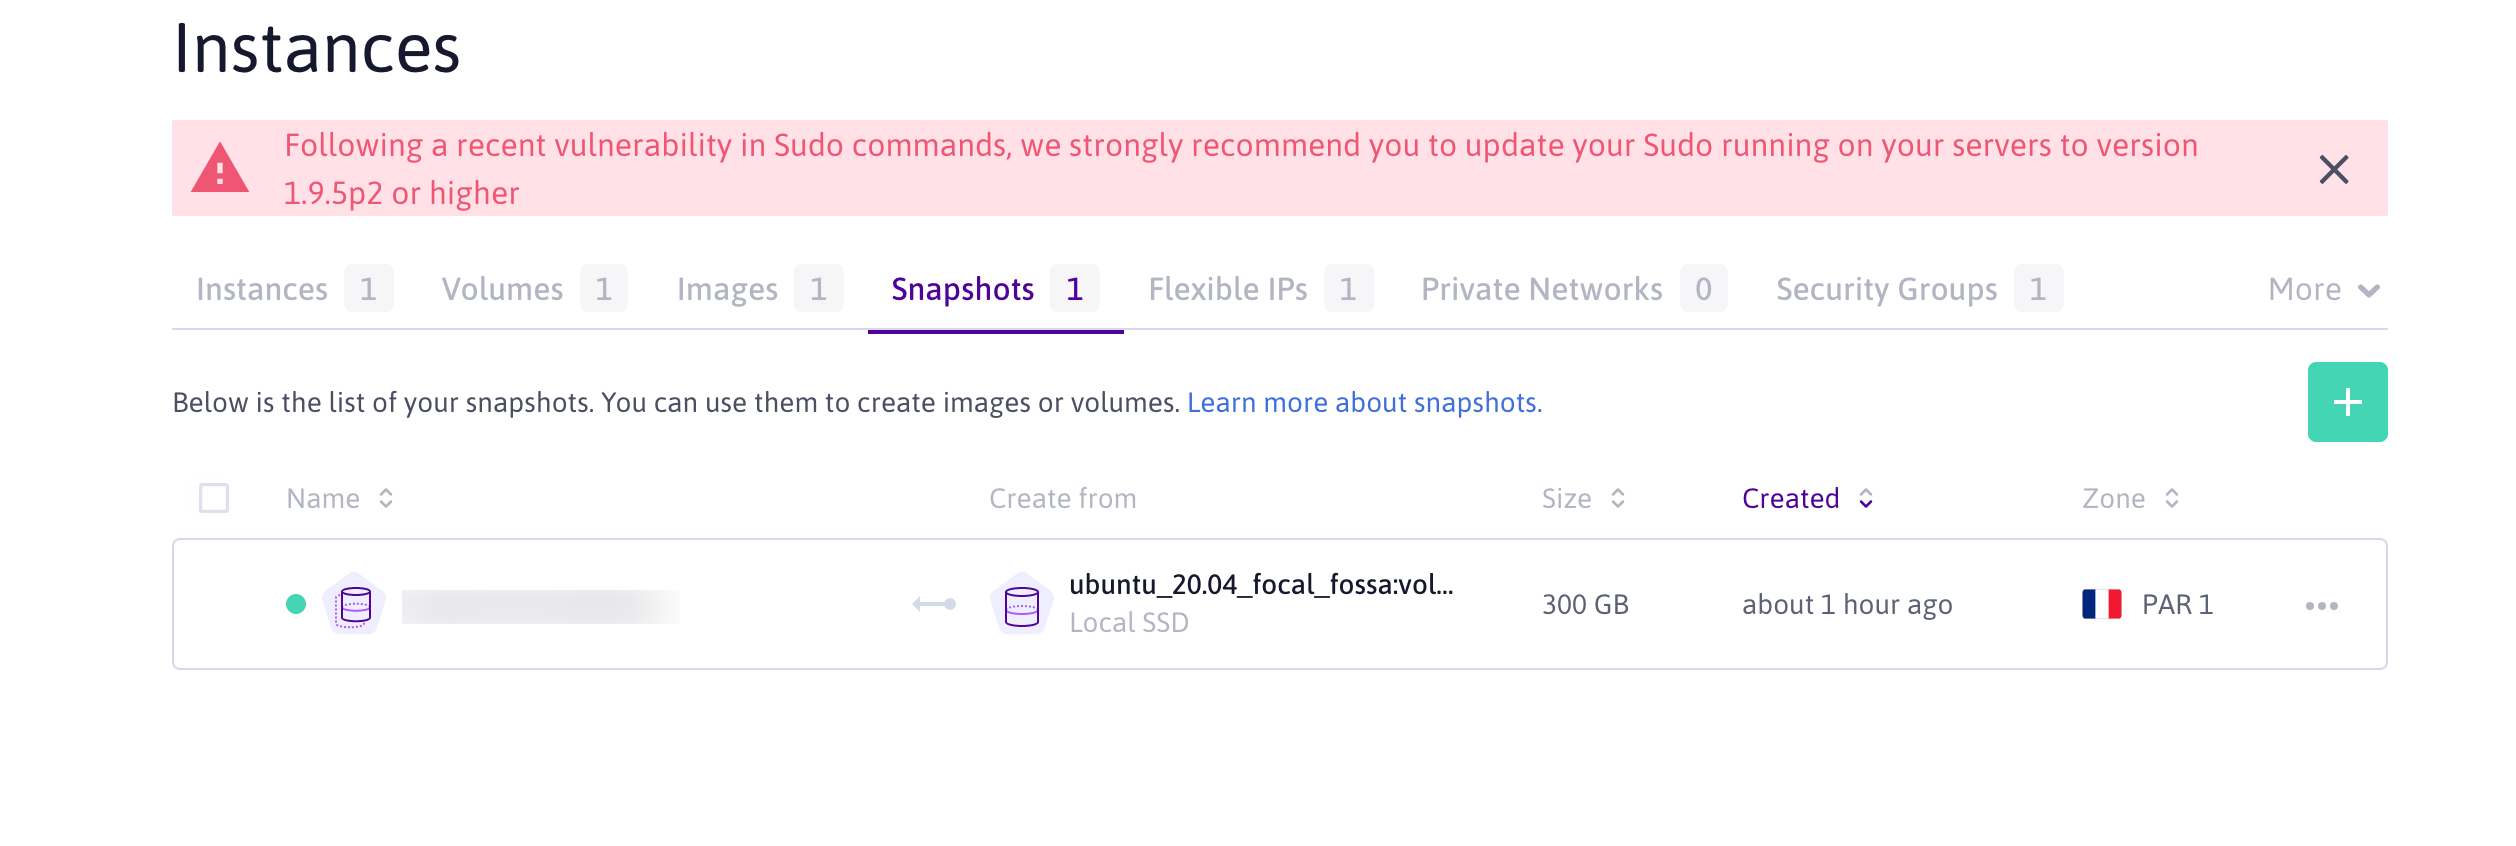 Instances
Following a recent vulnerability in Sudo commands, we strongly recommend you to update your Sudo running on your servers to version
1.9.5p2 or higher
Instances 1 Volumes 1 Images 1 Snapshots 1 Flexible IPs 1 Private Networks 0 Security Groups 1 More
Below is the list of your snapshots. You can use them to create images or volumes. Learn more about snapshots.
Name Create from Size Created Zone
ubuntu_20.04_focal_fossa:vol...
Local SSD
300 GB about 1 hour ago PAR 1